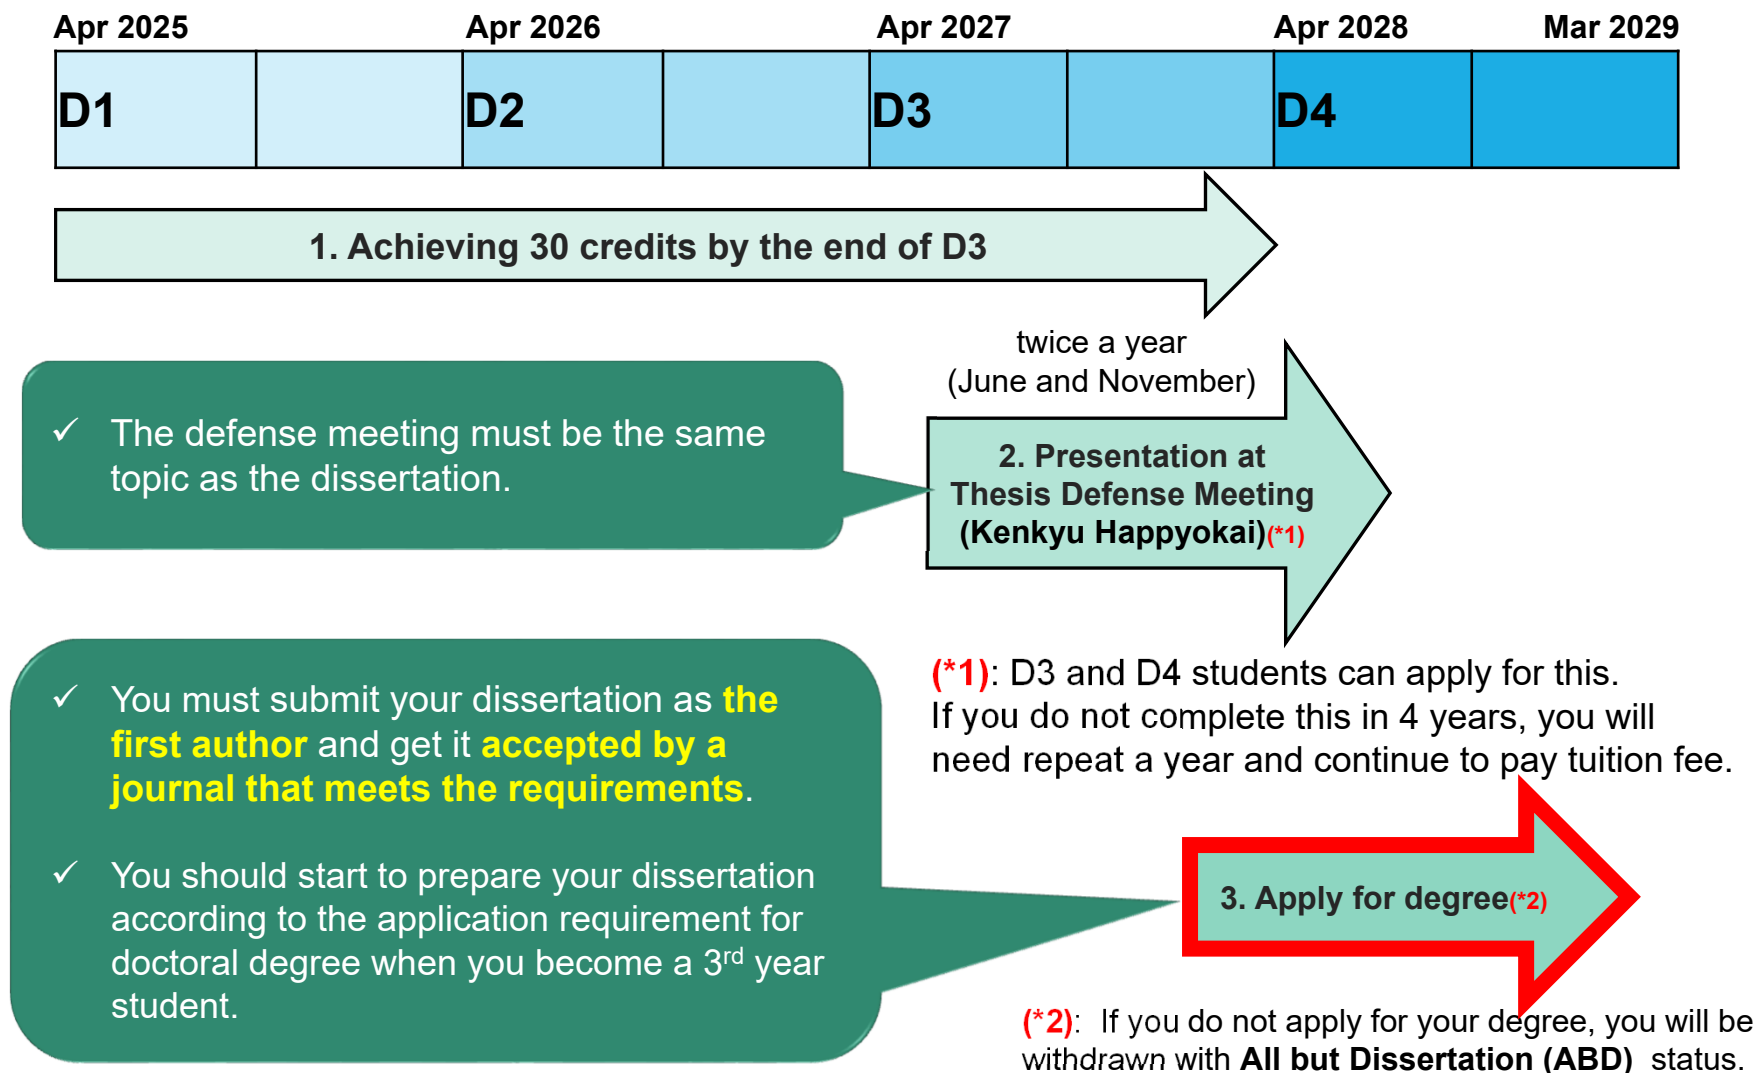 Apr 2025 Apr 2026 Apr 2027 Apr 2028 Mar 2029
D1 D2 D3 D4
1. Achieving 30 credits by the end of D3
twice a year
(June and November)
✓ The defense meeting must be the same
topic as the dissertation.
2. Presentation at
Thesis Defense Meeting
(Kenkyu Happyokai)(*1)
(*1): D3 and D4 students can apply for this.
If you do not complete this in 4 years, you will
need repeat a year and continue to pay tuition fee.
✓ You must submit your dissertation as the
first author and get it accepted by a
journal that meets the requirements.
✓ You should start to prepare your dissertation
according to the application requirement for
doctoral degree when you become a 3rd year
student.
3. Apply for degree(*2)
(*2): If you do not apply for your degree, you will be
withdrawn with All but Dissertation (ABD) status.